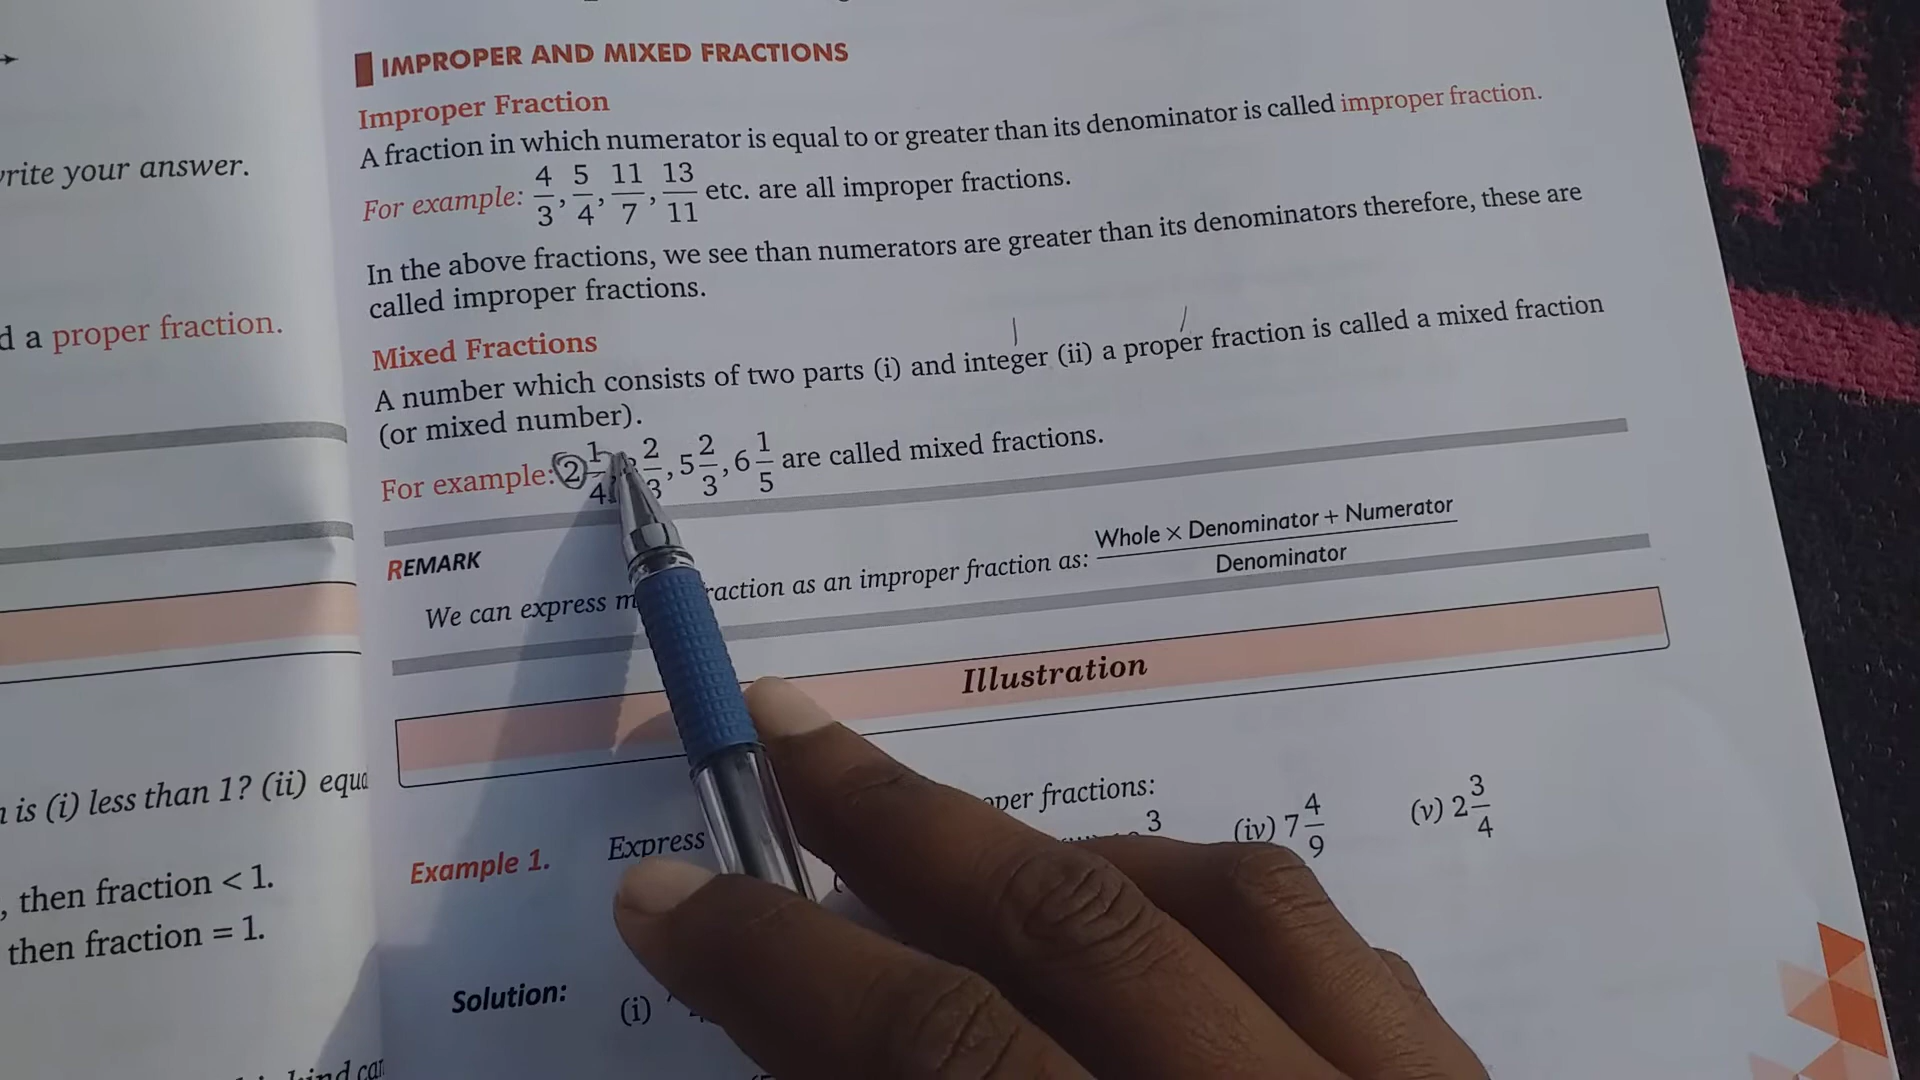 write your answer.
d a proper fraction.
is (i) less than 1? (ii) equa
, then fraction < 1.
then fraction = 1.
kind can
IMPROPER AND MIXED FRACTIONS
Improper Fraction
A fraction in which numerator is equal to or greater than its denominator is called improper fraction.
For example: 4/3, 5/4, 11/7, 13/11 etc. are all improper fractions.
In the above fractions, we see than numerators are greater than its denominators therefore, these are
called improper fractions.
Mixed Fractions
A number which consists of two parts (i) and integer (ii) a proper fraction is called a mixed fraction
(or mixed number).
For example: 2 1/4, 2/3, 5 2/3, 6 1/5 are called mixed fractions.
REMARK
We can express m raction as an improper fraction as: Whole × Denominator + Numerator / Denominator
Illustration
Example 1. Express per fractions:
3 (iv) 7 4/9 (v) 2 3/4
Solution: (i)